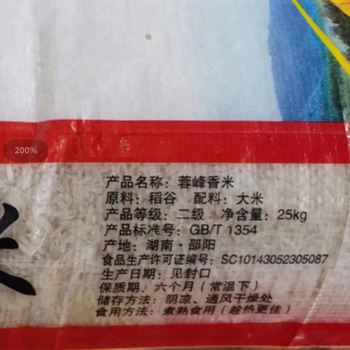 200%
米
产品名称：蓉峰香米
原料：稻谷 配料：大米
产品等级：二级 净含量：25kg
产品标准号：GB/T 1354
产地：湖南·邵阳
食品生产许可证编号：SC10143052305087
生产日期：见封口
保质期：六个月（常温下）
储存方法：阴凉、通风干燥处
食用方法：煮熟食用（趁热更佳）